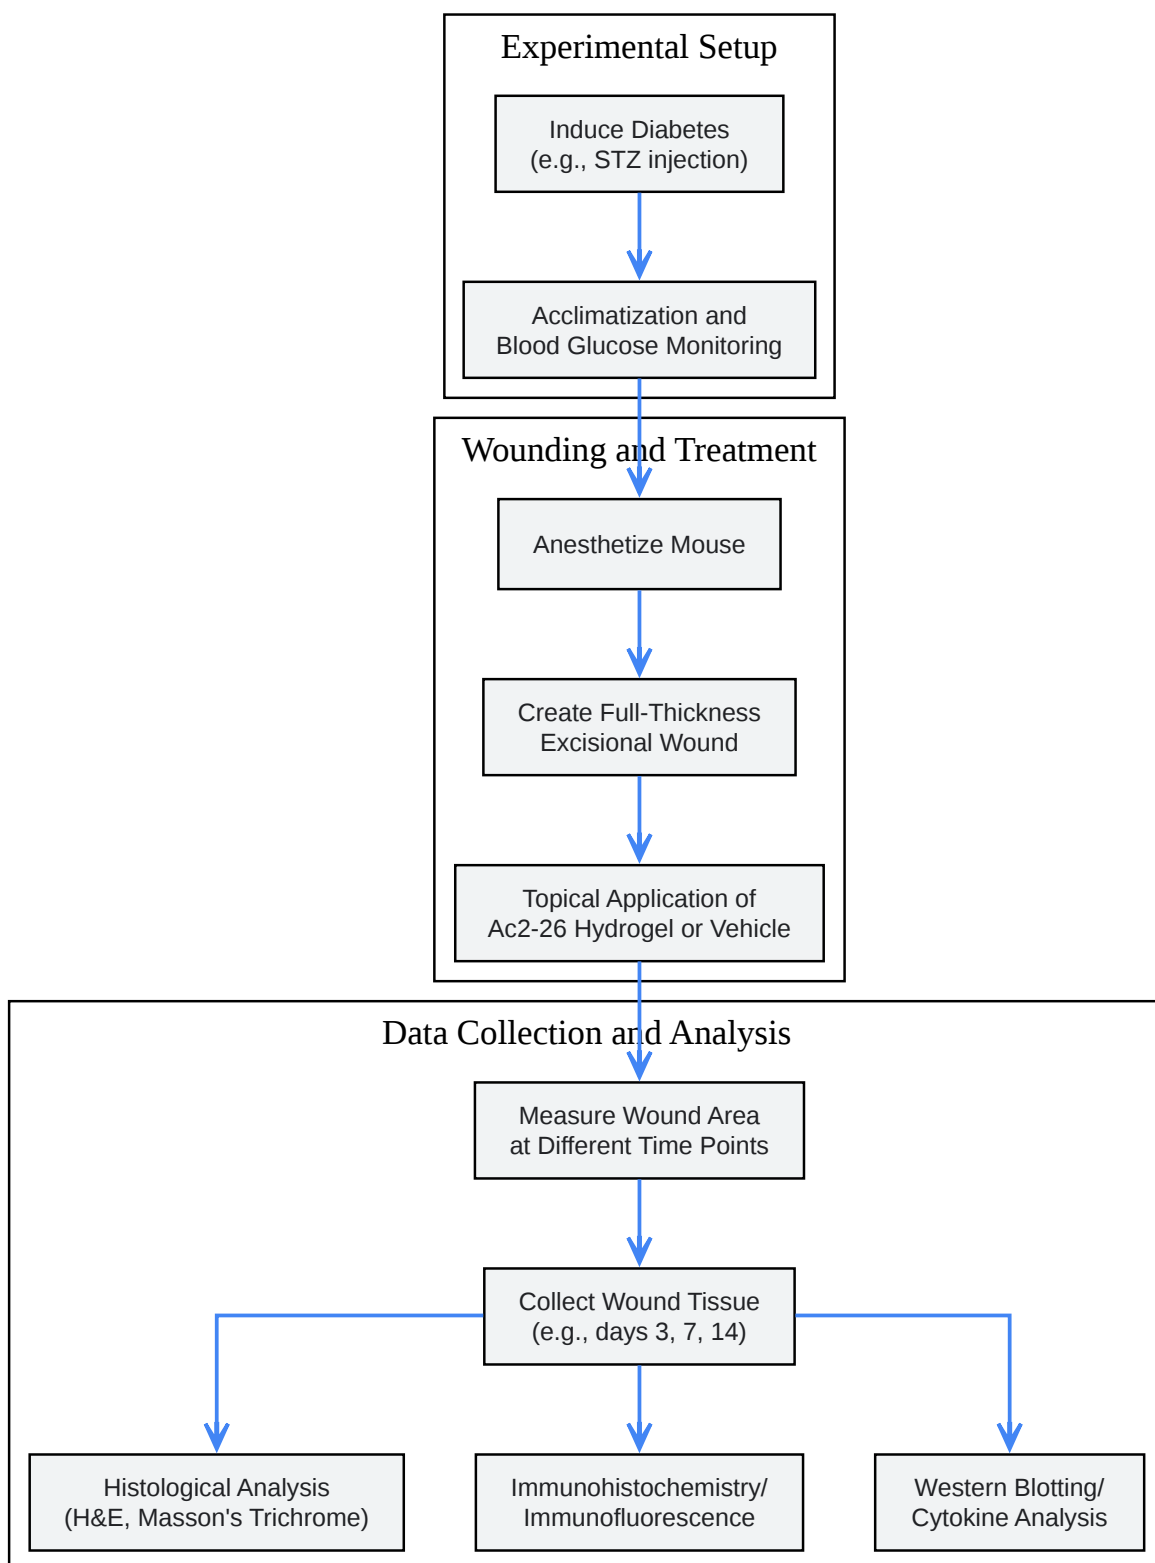 Experimental Setup
Induce Diabetes
(e.g., STZ injection)
Acclimatization and
Blood Glucose Monitoring
Wounding and Treatment
Anesthetize Mouse
Create Full-Thickness
Excisional Wound
Topical Application of
Ac2-26 Hydrogel or Vehicle
Data Collection and Analysis
Measure Wound Area
at Different Time Points
Collect Wound Tissue
(e.g., days 3, 7, 14)
Histological Analysis
(H&E, Masson's Trichrome)
Immunohistochemistry/
Immunofluorescence
Western Blotting/
Cytokine Analysis